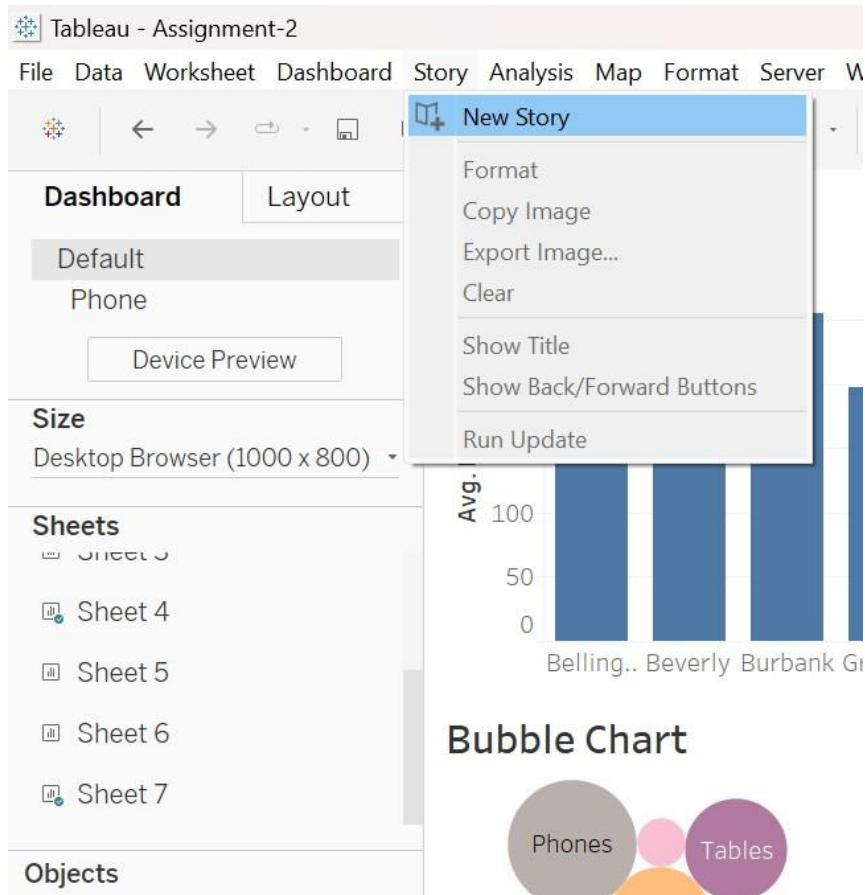 Tableau - Assignment-2
File Data Worksheet Dashboard Story Analysis Map Format Server W
New Story
Format
Copy Image
Export Image...
Clear
Show Title
Show Back/Forward Buttons
Run Update
Dashboard Layout
Default
Phone
Device Preview
Size
Desktop Browser (1000 x 800)
Sheets
Sheet 4
Sheet 5
Sheet 6
Sheet 7
Objects
Avg.
100
50
0
Belling.. Beverly Burbank Gr
Bubble Chart
Phones
Tables